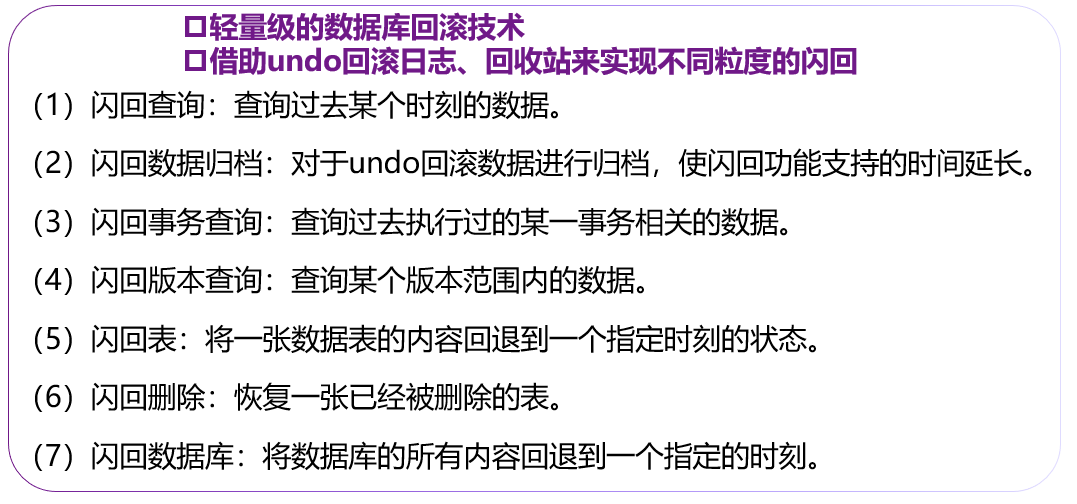 □轻量级的数据库回滚技术
□借助undo回滚日志、回收站来实现不同粒度的闪回
（1）闪回查询：查询过去某个时刻的数据。
（2）闪回数据归档：对于undo回滚数据进行归档，使闪回功能支持的时间延长。
（3）闪回事务查询：查询过去执行过的某一事务相关的数据。
（4）闪回版本查询：查询某个版本范围内的数据。
（5）闪回表：将一张数据表的内容回退到一个指定时刻的状态。
（6）闪回删除：恢复一张已经被删除的表。
（7）闪回数据库：将数据库的所有内容回退到一个指定的时刻。